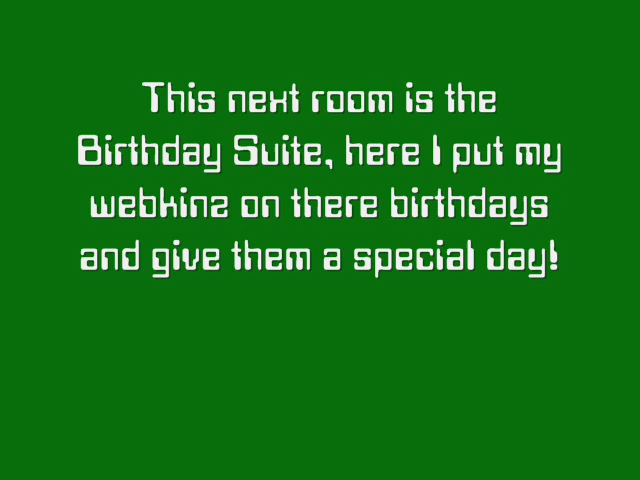 This next room is the
Birthday Suite, here I put my
webkinz on there birthdays
and give them a special day!